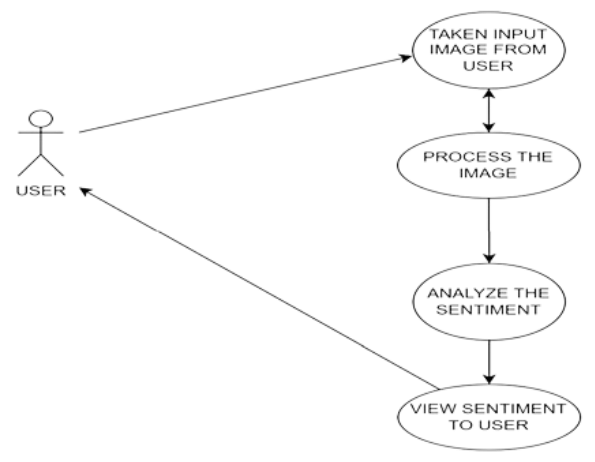 TAKEN INPUT
IMAGE FROM
USER
PROCESS THE
IMAGE
USER
ANALYZE THE
SENTIMENT
VIEW SENTIMENT
TO USER